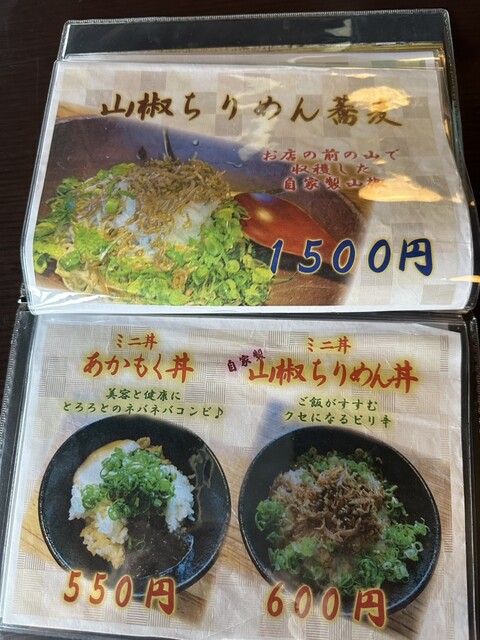 山椒ちりめん蕎麦
お店の前の山で
収穫した
自家製山椒
1500円
ミニ丼
あかもく丼
美容と健康に
とろろとのネバネバコンビ♪
550円
ミニ丼
自家製
山椒ちりめん丼
ご飯がすすむ
クセになるピリ辛
600円